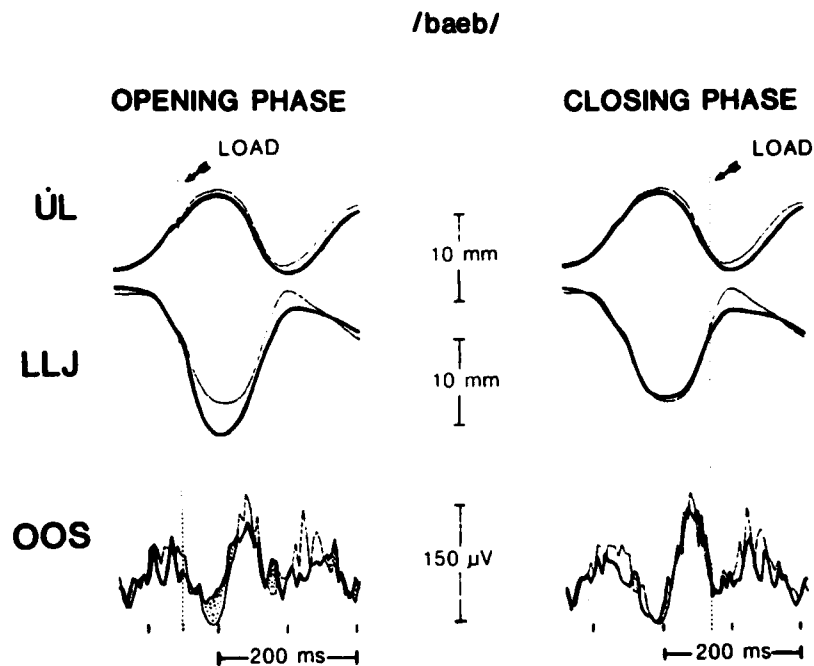 /baeb/
OPENING PHASE
CLOSING PHASE
LOAD
LOAD
U̇L
10 mm
LLJ
10 mm
OOS
150 µV
200 ms
200 ms